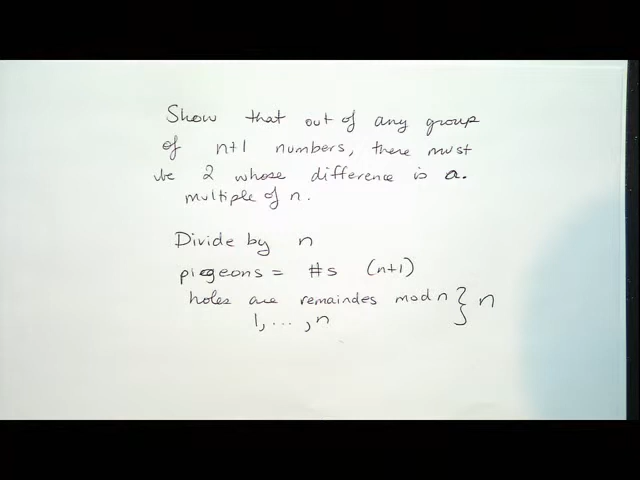 Show that out of any group
of n+1 numbers, there must
be 2 whose difference is a
multiple of n.
Divide by n
pigeons = #s (n+1)
holes are remaindes mod n } n
1, ... , n